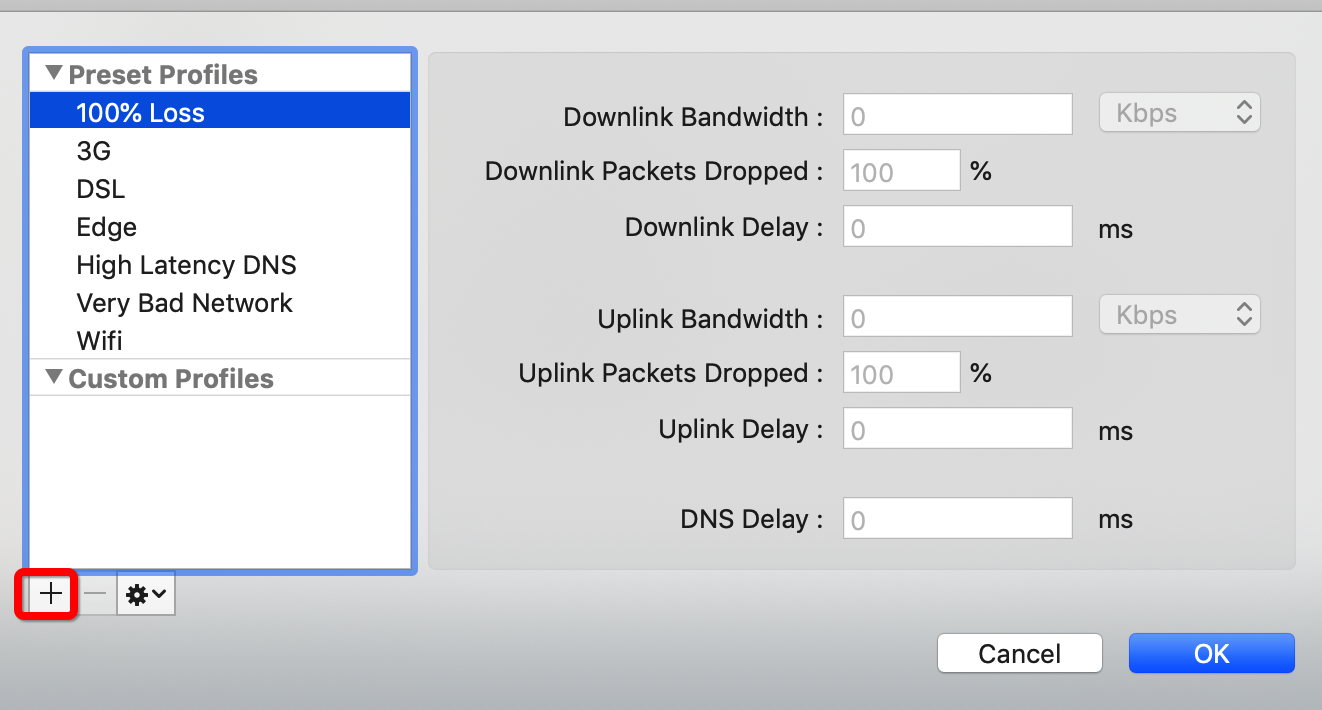 Preset Profiles
100% Loss
3G
DSL
Edge
High Latency DNS
Very Bad Network
Wifi
Custom Profiles
Downlink Bandwidth : 0 Kbps
Downlink Packets Dropped : 100 %
Downlink Delay : 0 ms
Uplink Bandwidth : 0 Kbps
Uplink Packets Dropped : 100 %
Uplink Delay : 0 ms
DNS Delay : 0 ms
Cancel OK